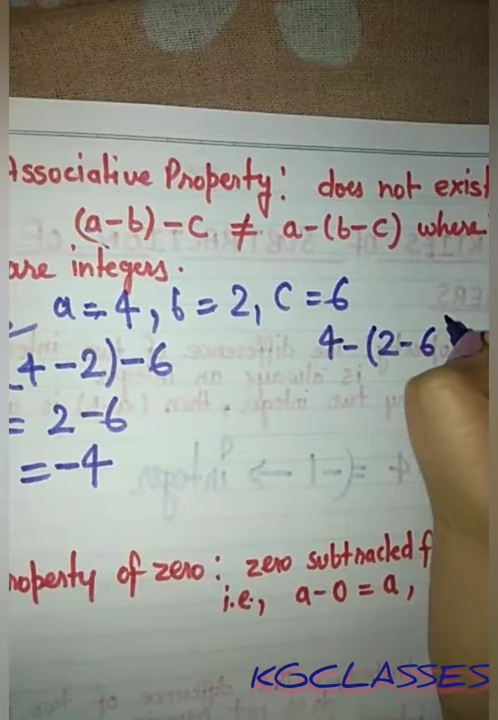 Associative Property: does not exist
(a-b)-c ≠ a-(b-c) where
are integers.
a=4, b=2, c=6
4-2)-6
4-(2-6
= 2-6
=-4
Property of zero: zero subtracted f
i.e., a-0=a,
KGCLASSES